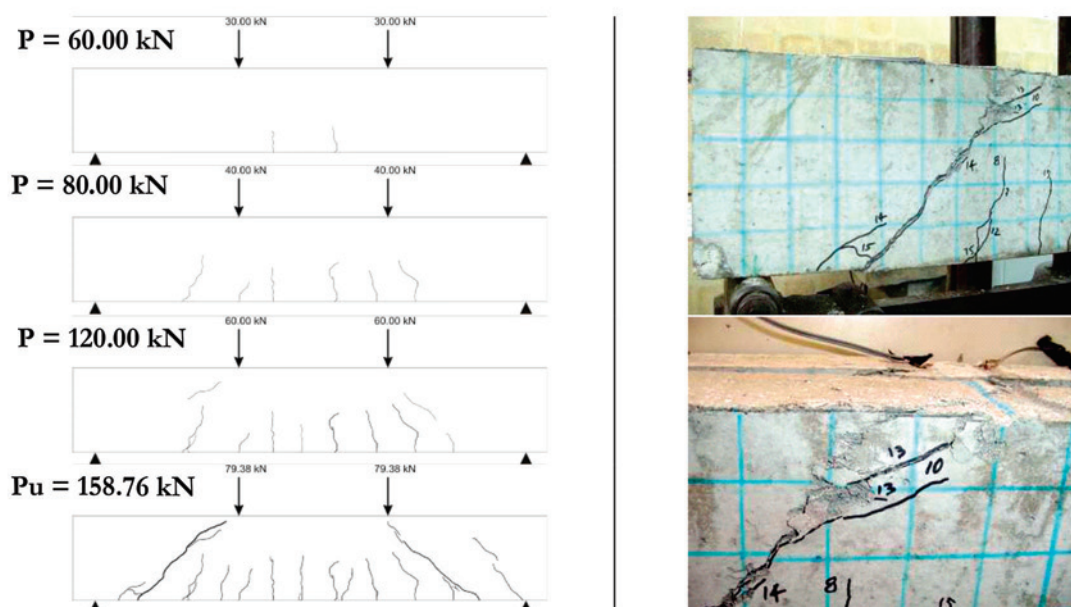 30.00 kN 30.00 kN
P = 60.00 kN
40.00 kN 40.00 kN
P = 80.00 kN
60.00 kN 60.00 kN
P = 120.00 kN
79.38 kN 79.38 kN
Pu = 158.76 kN
13
10
13
14
8
14
12
15
15
13
10
13
14
8
15